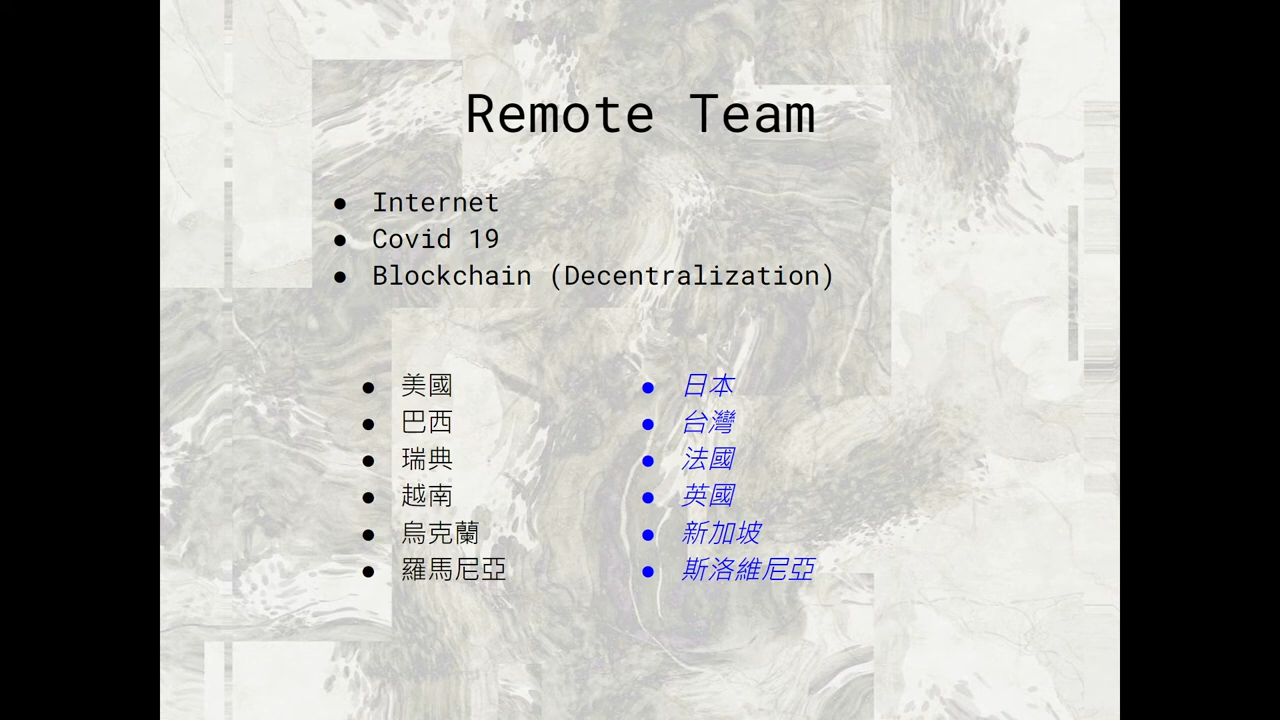 Remote Team
● Internet
● Covid 19
● Blockchain (Decentralization)
● 美國
● 巴西
● 瑞典
● 越南
● 烏克蘭
● 羅馬尼亞
● 日本
● 台灣
● 法國
● 英國
● 新加坡
● 斯洛維尼亞